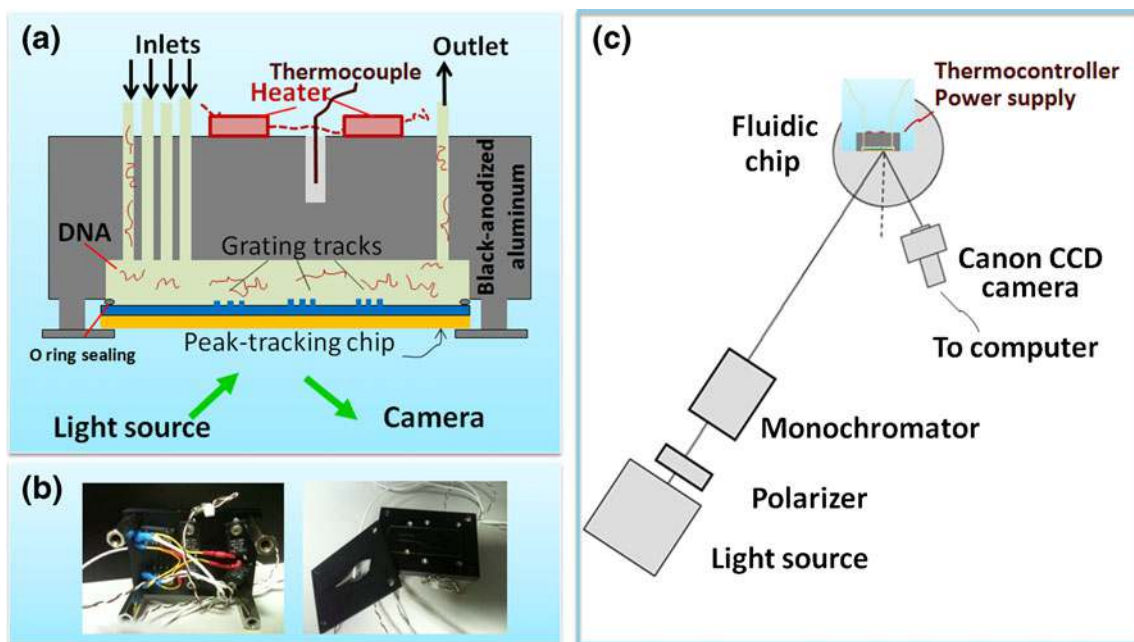 (a)
Inlets
Outlet
Thermocouple
Heater
DNA
Grating tracks
Black-anodized
aluminum
O ring sealing
Peak-tracking chip
Light source
Camera
(b)
(c)
Thermocontroller
Power supply
Fluidic
chip
Canon CCD
camera
To computer
Monochromator
Polarizer
Light source